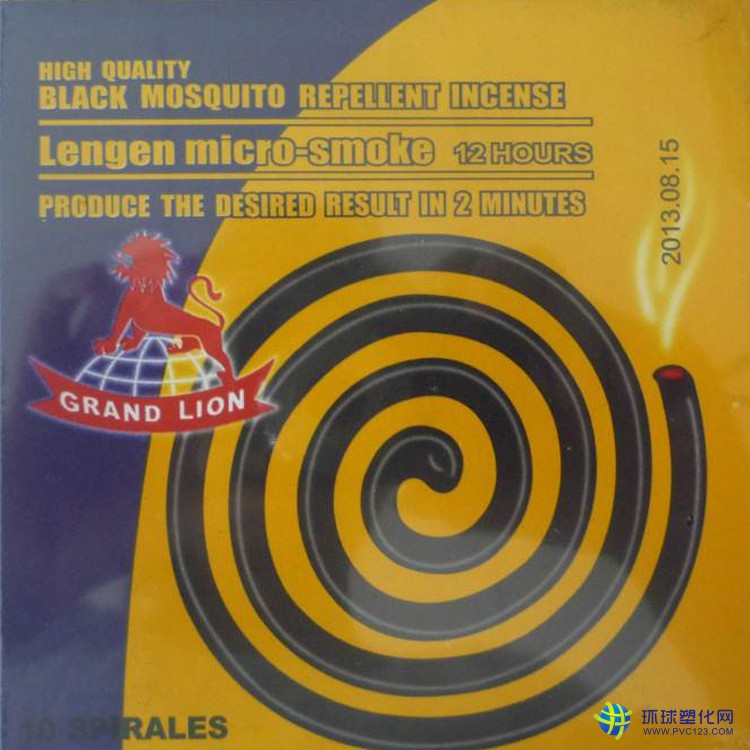 HIGH QUALITY
BLACK MOSQUITO REPELLENT INCENSE
Lengen micro-smoke 12 HOURS
PRODUCE THE DESIRED RESULT IN 2 MINUTES
2013.08.15
GRAND LION
10 SPIRALES
环球塑化网
WWW.PVC123.COM